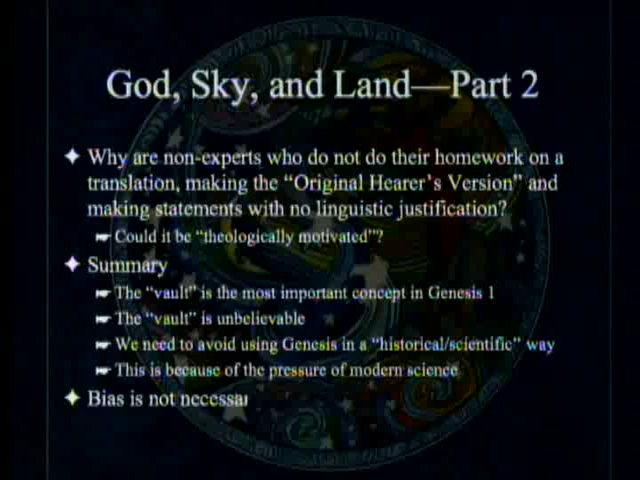 God, Sky, and Land—Part 2
Why are non-experts who do not do their homework on a
translation, making the “Original Hearer’s Version” and
making statements with no linguistic justification?
Could it be “theologically motivated”?
Summary
The “vault” is the most important concept in Genesis 1
The “vault” is unbelievable
We need to avoid using Genesis in a “historical/scientific” way
This is because of the pressure of modern science
Bias is not